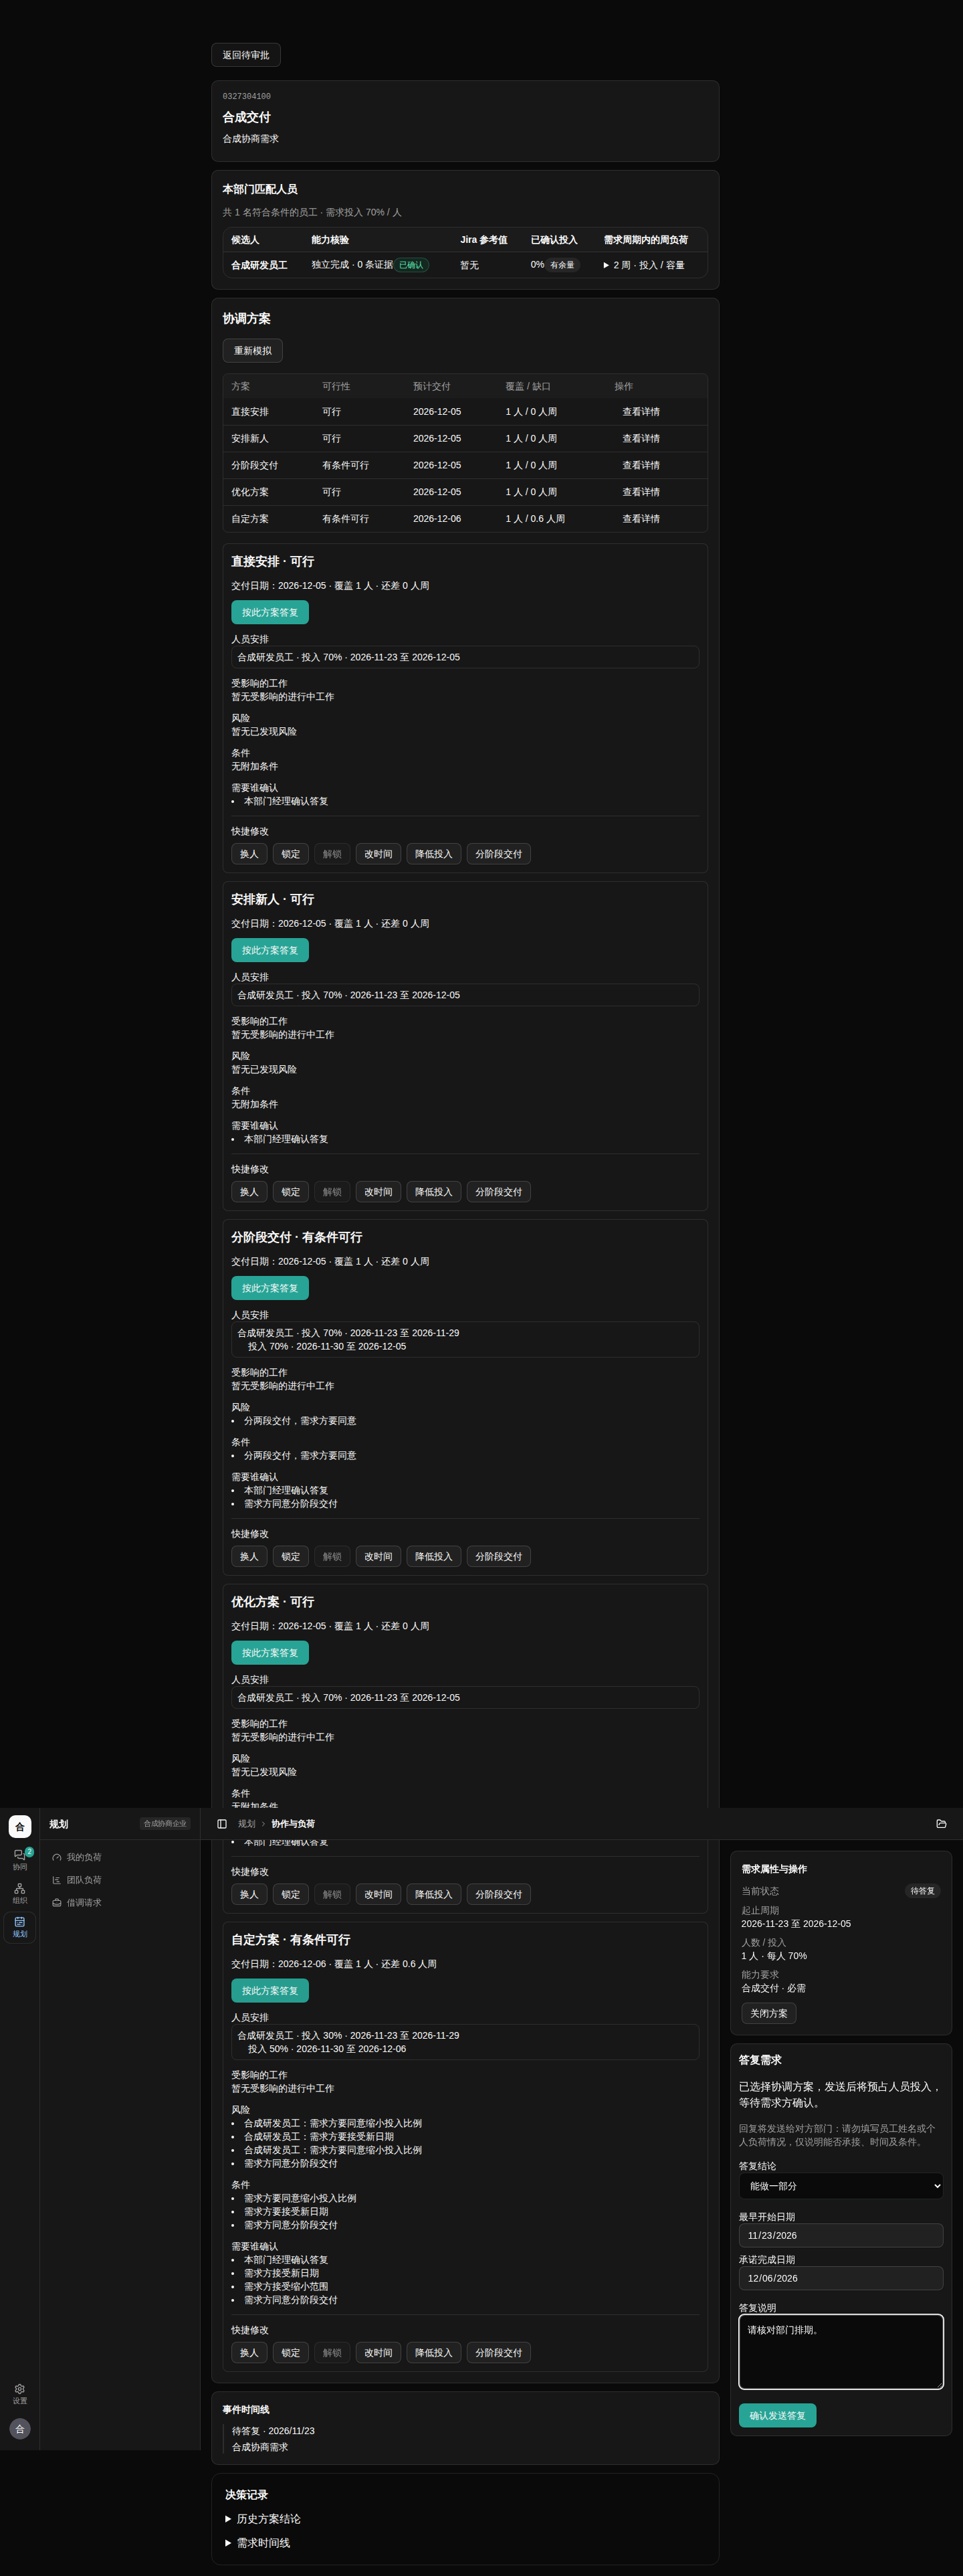 返回待审批
0327304100
合成交付
合成协商需求
本部门匹配人员
共 1 名符合条件的员工 · 需求投入 70% / 人
候选人 能力核验 Jira 参考值 已确认投入 需求周期内的周负荷
合成研发员工 独立完成 · 0 条证据 已确认 暂无 0% 有余量 ▶ 2 周 · 投入 / 容量
协调方案
重新模拟
方案 可行性 预计交付 覆盖 / 缺口 操作
直接安排 可行 2026-12-05 1 人 / 0 人周 查看详情
安排新人 可行 2026-12-05 1 人 / 0 人周 查看详情
分阶段交付 有条件可行 2026-12-05 1 人 / 0 人周 查看详情
优化方案 可行 2026-12-05 1 人 / 0 人周 查看详情
自定方案 有条件可行 2026-12-06 1 人 / 0.6 人周 查看详情
直接安排 · 可行
交付日期：2026-12-05 · 覆盖 1 人 · 还差 0 人周
按此方案答复
人员安排
合成研发员工 · 投入 70% · 2026-11-23 至 2026-12-05
受影响的工作
暂无受影响的进行中工作
风险
暂无已发现风险
条件
无附加条件
需要谁确认
• 本部门经理确认答复
快捷修改
换人 锁定 解锁 改时间 降低投入 分阶段交付
安排新人 · 可行
交付日期：2026-12-05 · 覆盖 1 人 · 还差 0 人周
按此方案答复
人员安排
合成研发员工 · 投入 70% · 2026-11-23 至 2026-12-05
受影响的工作
暂无受影响的进行中工作
风险
暂无已发现风险
条件
无附加条件
需要谁确认
• 本部门经理确认答复
快捷修改
换人 锁定 解锁 改时间 降低投入 分阶段交付
分阶段交付 · 有条件可行
交付日期：2026-12-05 · 覆盖 1 人 · 还差 0 人周
按此方案答复
人员安排
合成研发员工 · 投入 70% · 2026-11-23 至 2026-11-29
投入 70% · 2026-11-30 至 2026-12-05
受影响的工作
暂无受影响的进行中工作
风险
• 分两段交付，需求方要同意
条件
• 分两段交付，需求方要同意
需要谁确认
• 本部门经理确认答复
• 需求方同意分阶段交付
快捷修改
换人 锁定 解锁 改时间 降低投入 分阶段交付
优化方案 · 可行
交付日期：2026-12-05 · 覆盖 1 人 · 还差 0 人周
按此方案答复
人员安排
合成研发员工 · 投入 70% · 2026-11-23 至 2026-12-05
受影响的工作
暂无受影响的进行中工作
风险
暂无已发现风险
条件
无附加条件
合
协同
2
组织
规划
设置
合
规划 合成协商企业
我的负荷
团队负荷
借调请求
规划 › 协作与负荷
• 本部门经理确认答复
快捷修改
换人 锁定 解锁 改时间 降低投入 分阶段交付
自定方案 · 有条件可行
交付日期：2026-12-06 · 覆盖 1 人 · 还差 0.6 人周
按此方案答复
人员安排
合成研发员工 · 投入 30% · 2026-11-23 至 2026-11-29
投入 50% · 2026-11-30 至 2026-12-06
受影响的工作
暂无受影响的进行中工作
风险
• 合成研发员工：需求方要同意缩小投入比例
• 合成研发员工：需求方要接受新日期
• 合成研发员工：需求方要同意缩小投入比例
• 需求方同意分阶段交付
条件
• 需求方要同意缩小投入比例
• 需求方要接受新日期
• 需求方同意分阶段交付
需要谁确认
• 本部门经理确认答复
• 需求方接受新日期
• 需求方接受缩小范围
• 需求方同意分阶段交付
快捷修改
换人 锁定 解锁 改时间 降低投入 分阶段交付
事件时间线
待答复 · 2026/11/23
合成协商需求
决策记录
▶ 历史方案结论
▶ 需求时间线
需求属性与操作
当前状态 待答复
起止周期
2026-11-23 至 2026-12-05
人数 / 投入
1 人 · 每人 70%
能力要求
合成交付 · 必需
关闭方案
答复需求
已选择协调方案，发送后将预占人员投入，
等待需求方确认。
回复将发送给对方部门：请勿填写员工姓名或个
人负荷情况，仅说明能否承接、时间及条件。
答复结论
能做一部分
最早开始日期
11/23/2026
承诺完成日期
12/06/2026
答复说明
请核对部门排期。
确认发送答复